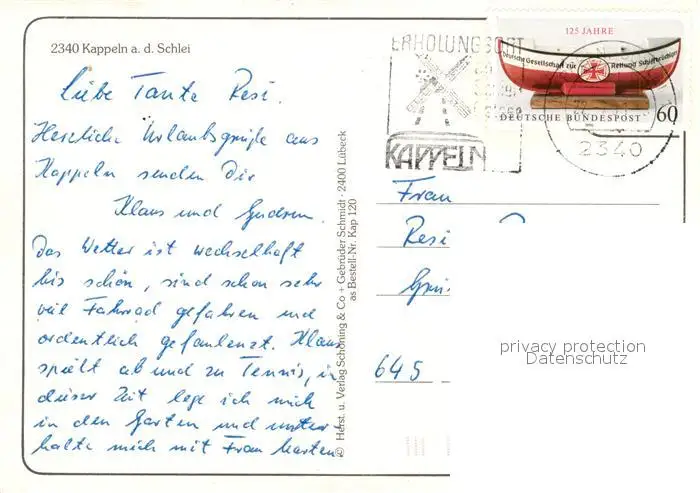 2340 Kappeln a. d. Schlei
Liebe Tante Resi.
Herzliche Urlaubsgrüße aus
Kappeln senden Dir
Klaus und Gudrun.
Das Wetter ist wechselhaft
bis schön, sind schon sehr
viel Fahrrad gefahren und
ordentlich gefaulenzt. Klaus
spielt ab und zu Tennis, in
dieser Zeit lege ich mich
in den Garten und unter-
halte mich mit Frau
© Herst. u. Verlag Schöning & Co + Gebrüder Schmidt · 2400 Lübeck
as Bestell-Nr. Kap 120
ERHOLUNGSORT
KAPPELN
125 JAHRE
Deutsche Gesellschaft zur Rettung Schiffbrüchiger
DEUTSCHE BUNDESPOST 60
2340
Frau
Resi
645
privacy protection
Datenschutz